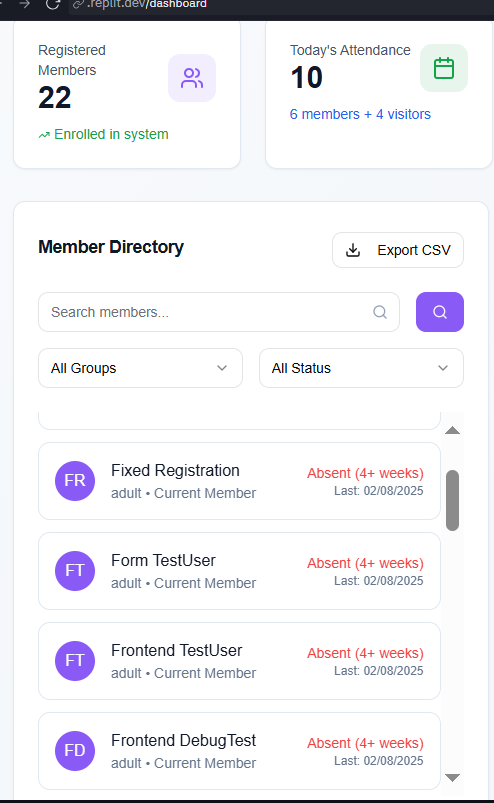 .replit.dev/dashboard
Registered
Members
22
Enrolled in system
Today's Attendance
10
6 members + 4 visitors
Member Directory
Export CSV
Search members...
All Groups
All Status
FR
Fixed Registration
adult • Current Member
Absent (4+ weeks)
Last: 02/08/2025
FT
Form TestUser
adult • Current Member
Absent (4+ weeks)
Last: 02/08/2025
FT
Frontend TestUser
adult • Current Member
Absent (4+ weeks)
Last: 02/08/2025
FD
Frontend DebugTest
adult • Current Member
Absent (4+ weeks)
Last: 02/08/2025